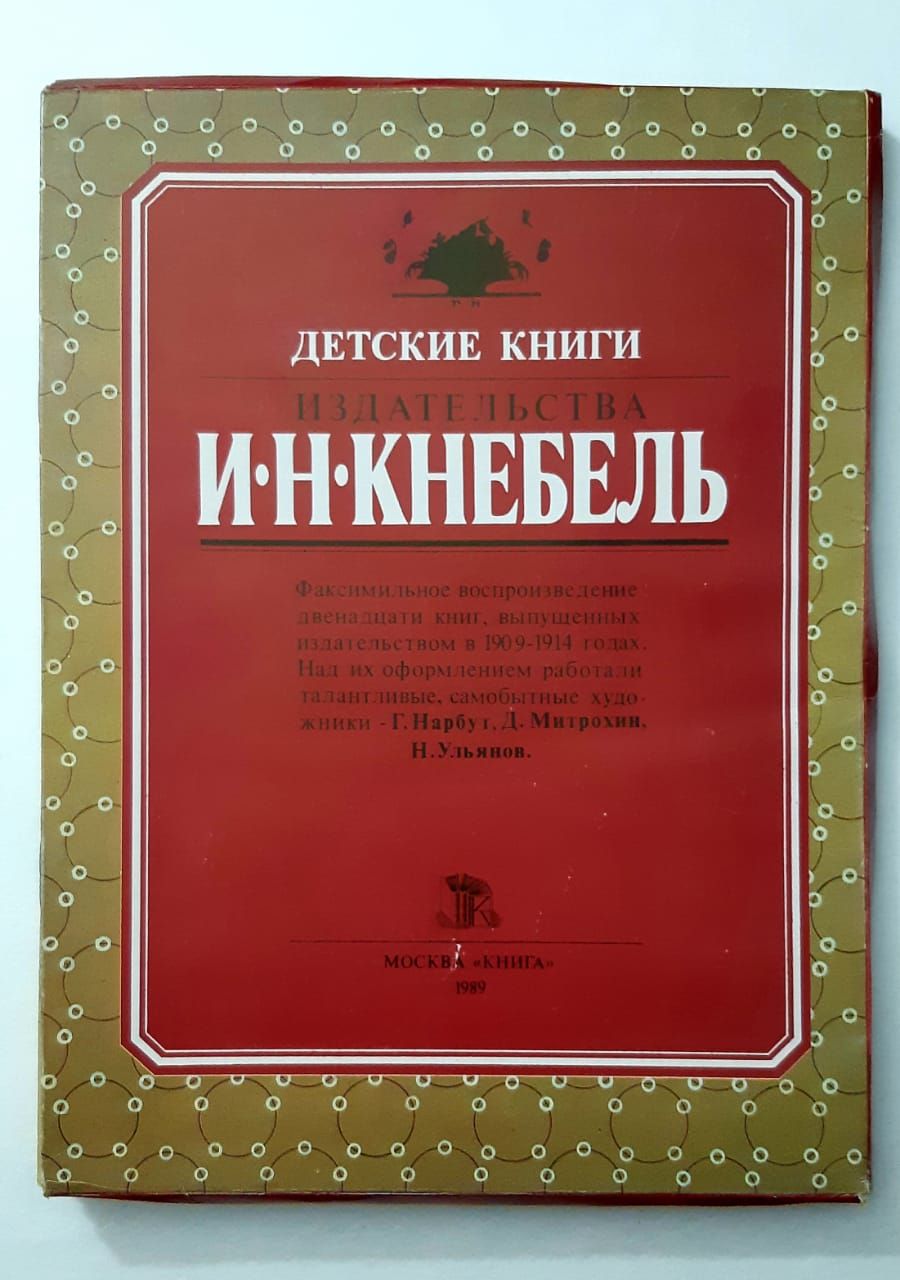 ДЕТСКИЕ КНИГИ
ИЗДАТЕЛЬСТВА
И·Н·КНЕБЕЛЬ
Факсимильное воспроизведение
двенадцати книг, выпущенных
издательством в 1909-1914 годах.
Над их оформлением работали
талантливые, самобытные худо-
жники - Г. Нарбут, Д. Митрохин,
Н. Ульянов.
МОСКВА «КНИГА»
1989